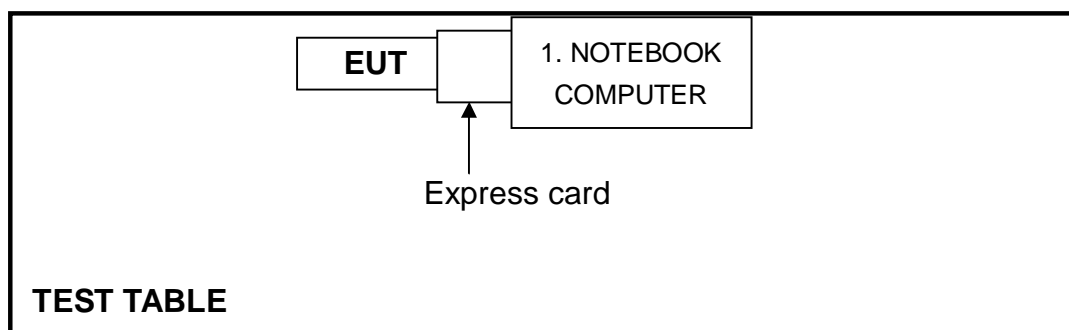 EUT
1. NOTEBOOK
COMPUTER
Express card
TEST TABLE